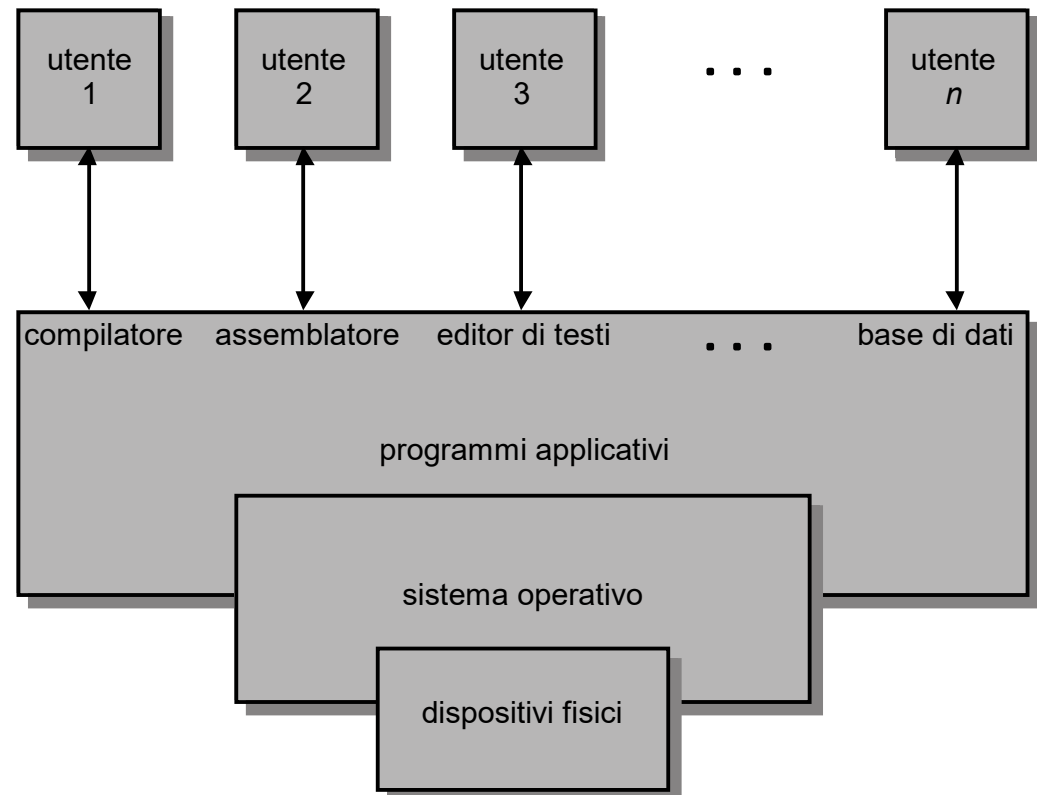 utente
1
utente
2
utente
3
. . .
utente
n
compilatore assemblatore editor di testi . . . base di dati
programmi applicativi
sistema operativo
dispositivi fisici